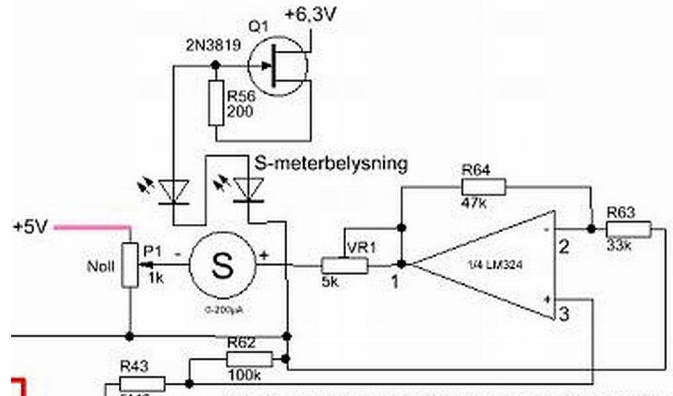 +6,3V
Q1
2N3819
R56
200
S-meterbelysning
R64
47k
+5V
P1
-
S
+
VR1
1/4 LM324
-
2
R63
33k
Noll
1k
5k
1
+
3
0-200µA
R62
100k
R43